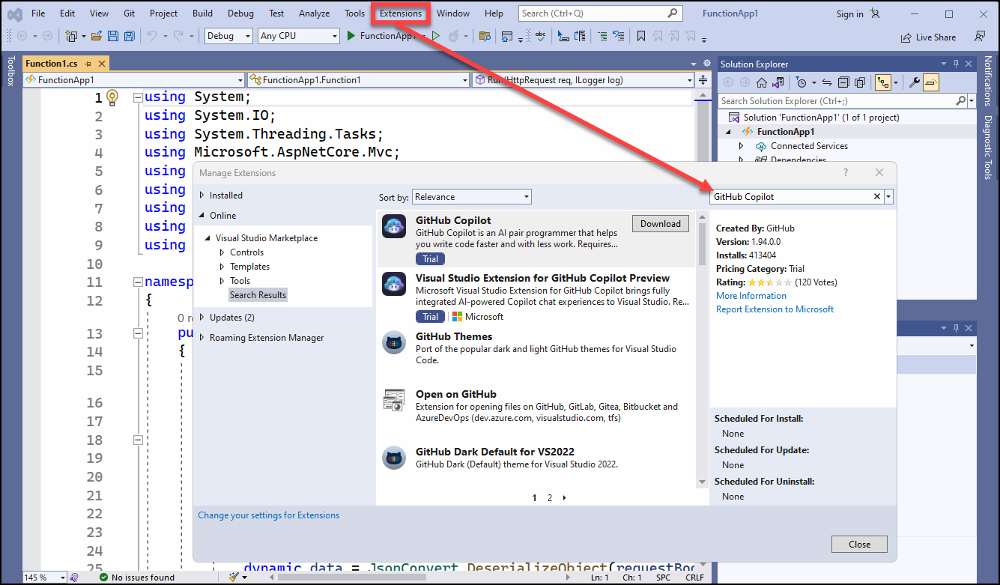 File Edit View Git Project Build Debug Test Analyze Tools Extensions Window Help Search (Ctrl+Q) FunctionApp1 Sign in
Debug Any CPU FunctionApp1 Live Share
Toolbox
Function1.cs
FunctionApp1 FunctionApp1.Function1 Run(HttpRequest req, ILogger log)
1 using System;
2 using System.IO;
3 using System.Threading.Tasks;
4 using Microsoft.AspNetCore.Mvc;
5 using
6 using
7 using
8 using
9 using
10
11 namesp
12 {
0 re
13 pu
14 {
15
16
17
18
19
20
21
22
23
24
25 dynamic data = JsonConvert.DeserializeObject(requestBod
Solution Explorer
Search Solution Explorer (Ctrl+;)
Solution 'FunctionApp1' (1 of 1 project)
FunctionApp1
Connected Services
Dependencies
Notifications
Diagnostic Tools
Manage Extensions ?
Installed
Online
Visual Studio Marketplace
Controls
Templates
Tools
Search Results
Updates (2)
Roaming Extension Manager
Sort by: Relevance
GitHub Copilot
GitHub Copilot
Download
GitHub Copilot is an AI pair programmer that helps
you write code faster and with less work. Requires...
Trial
Visual Studio Extension for GitHub Copilot Preview
Microsoft Visual Studio Extension for GitHub Copilot brings fully
integrated AI-powered Copilot chat experiences to Visual Studio. Re...
Trial Microsoft
GitHub Themes
Port of the popular dark and light GitHub themes for Visual Studio
Code.
Open on GitHub
Extension for opening files on GitHub, GitLab, Gitea, Bitbucket and
AzureDevOps (dev.azure.com, visualstudio.com, tfs)
GitHub Dark Default for VS2022
GitHub Dark (Default) theme for Visual Studio 2022.
1 2
Created By: GitHub
Version: 1.94.0.0
Installs: 413404
Pricing Category: Trial
Rating: (120 Votes)
More Information
Report Extension to Microsoft
Scheduled For Install:
None
Scheduled For Update:
None
Scheduled For Uninstall:
None
Change your settings for Extensions
Close
145 % No issues found Ln: 1 Ch: 1 SPC CRLF